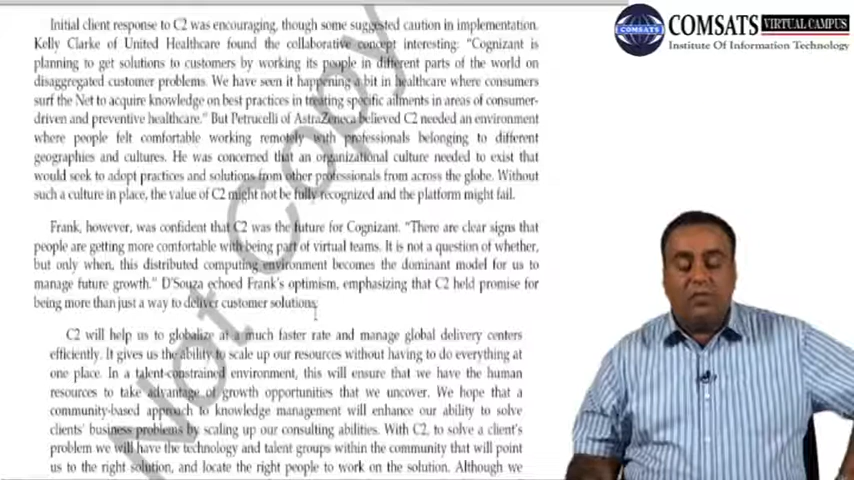 Initial client response to C2 was encouraging, though some suggested caution in implementation.
Kelly Clarke of United Healthcare found the collaborative concept interesting: “Cognizant is
planning to get solutions to customers by working its people in different parts of the world on
disaggregated customer problems. We have seen it happening a bit in healthcare where consumers
surf the Net to acquire knowledge on best practices in treating specific ailments in areas of consumer-
driven and preventive healthcare.” But Petrucelli of AstraZeneca believed C2 needed an environment
where people felt comfortable working remotely with professionals belonging to different
geographies and cultures. He was concerned that an organizational culture needed to exist that
would seek to adopt practices and solutions from other professionals from across the globe. Without
such a culture in place, the value of C2 might not be fully recognized and the platform might fail.
Frank, however, was confident that C2 was the future for Cognizant. “There are clear signs that
people are getting more comfortable with being part of virtual teams. It is not a question of whether,
but only when, this distributed computing environment becomes the dominant model for us to
manage future growth.” D’Souza echoed Frank’s optimism, emphasizing that C2 held promise for
being more than just a way to deliver customer solutions:
C2 will help us to globalize at a much faster rate and manage global delivery centers
efficiently. It gives us the ability to scale up our resources without having to do everything at
one place. In a talent-constrained environment, this will ensure that we have the human
resources to take advantage of growth opportunities that we uncover. We hope that a
community-based approach to knowledge management will enhance our ability to solve
clients’ business problems by scaling up our consulting abilities. With C2, to solve a client’s
problem we will have the technology and talent groups within the community that will point
us to the right solution, and locate the right people to work on the solution. Although we
Not Copy
COMSATS
COMSATS VIRTUAL CAMPUS
Institute Of Information Technology